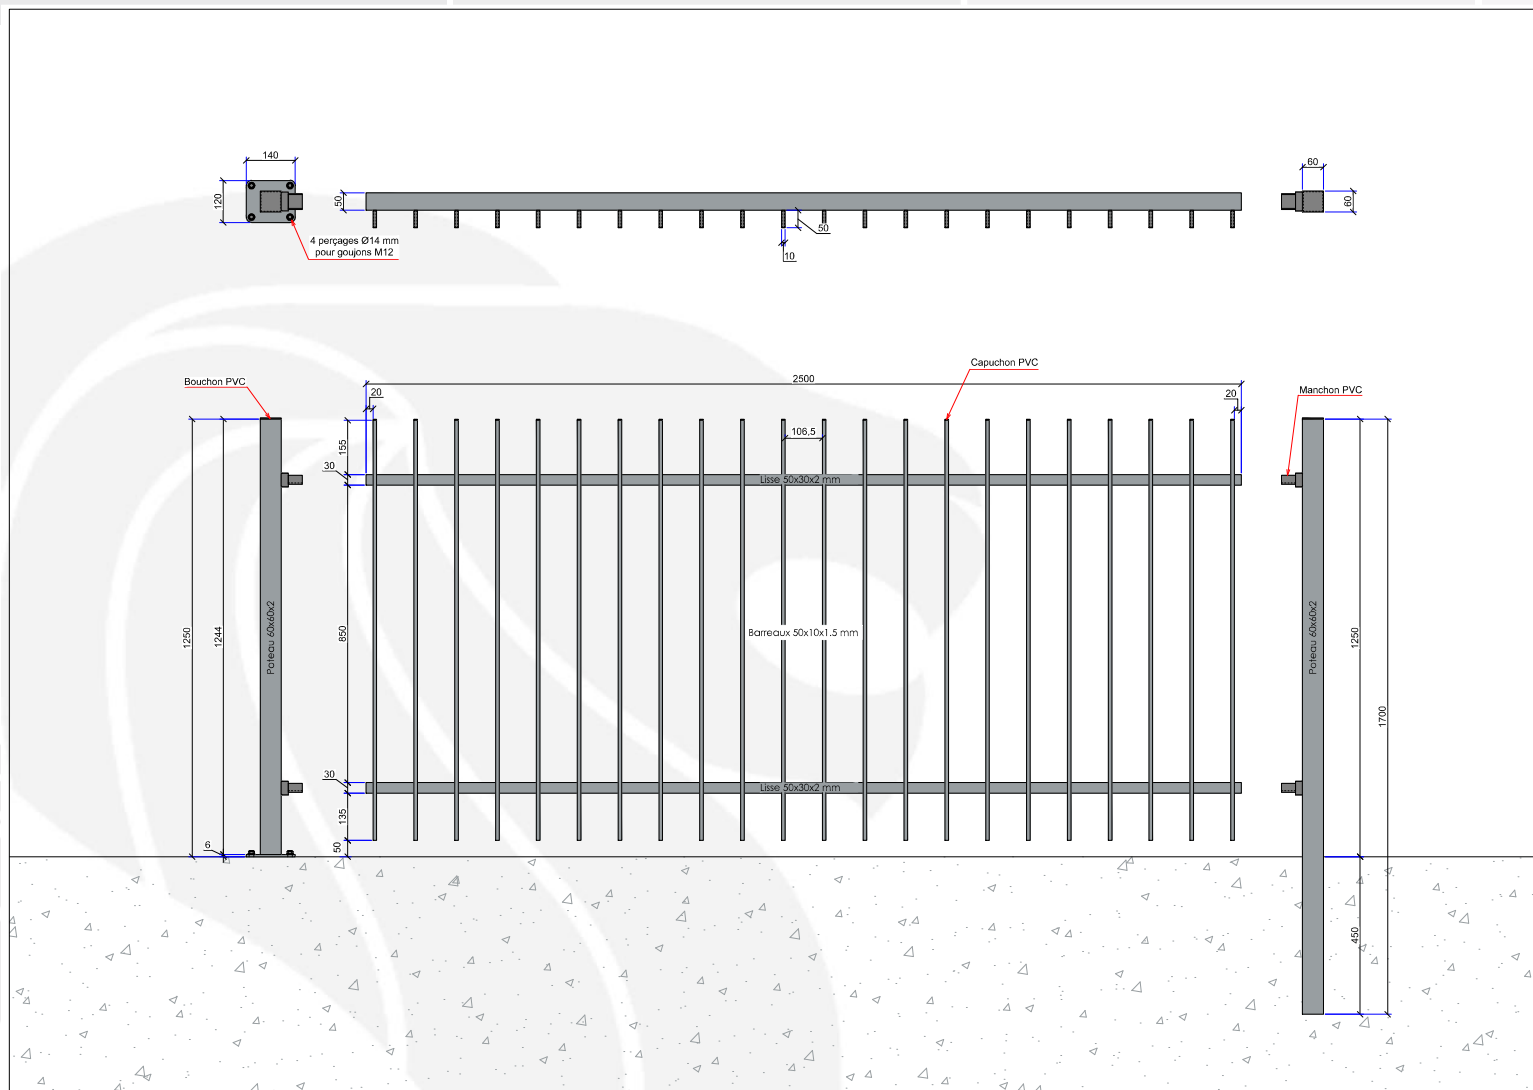 140
120
4 perçages Ø14 mm
pour goujons M12
50
50
10
60
60
Bouchon PVC
2500
Capuchon PVC
Manchon PVC
20
20
155
106,5
30
Lisse 50x30x2 mm
1250
1244
Poteau 60x60x2
850
Barreaux 50x10x1.5 mm
Poteau 60x60x2
1250
1700
30
Lisse 50x30x2 mm
135
6
50
450